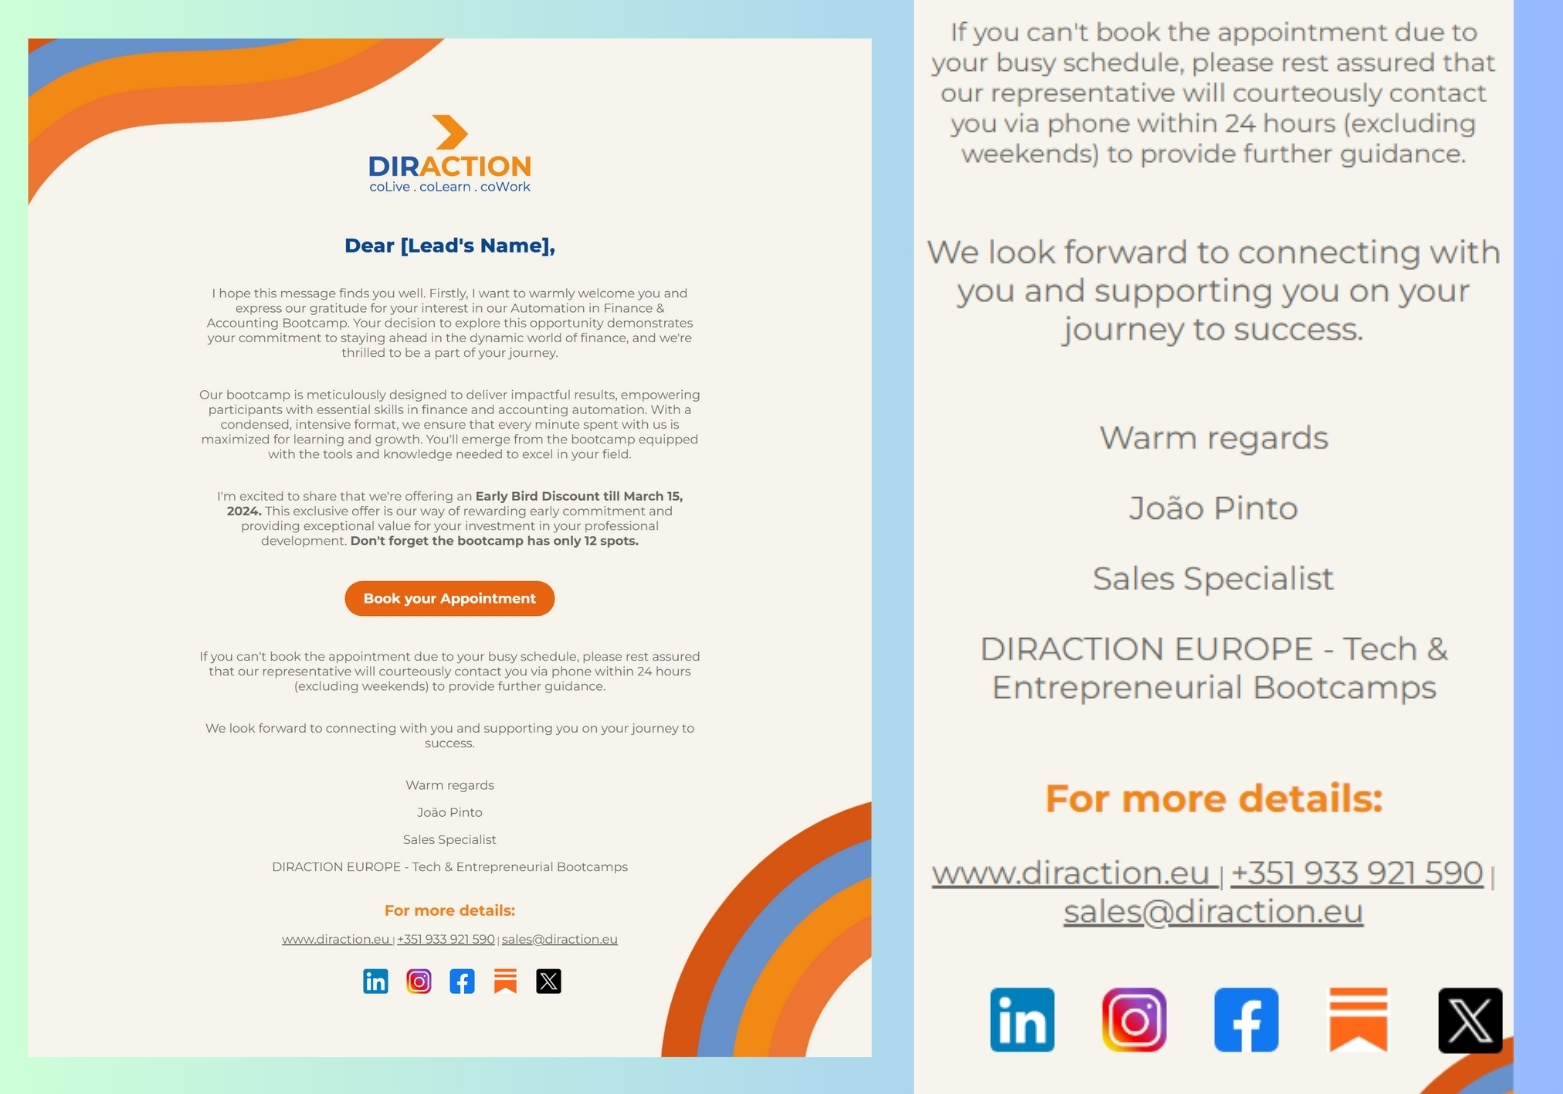 DIRACTION
coLive . coLearn . coWork
Dear [Lead's Name],
I hope this message finds you well. Firstly, I want to warmly welcome you and
express our gratitude for your interest in our Automation in Finance &
Accounting Bootcamp. Your decision to explore this opportunity demonstrates
your commitment to staying ahead in the dynamic world of finance, and we're
thrilled to be a part of your journey.
Our bootcamp is meticulously designed to deliver impactful results, empowering
participants with essential skills in finance and accounting automation. With a
condensed, intensive format, we ensure that every minute spent with us is
maximized for learning and growth. You'll emerge from the bootcamp equipped
with the tools and knowledge needed to excel in your field.
I'm excited to share that we're offering an Early Bird Discount till March 15,
2024. This exclusive offer is our way of rewarding early commitment and
providing exceptional value for your investment in your professional
development. Don't forget the bootcamp has only 12 spots.
Book your Appointment
If you can't book the appointment due to your busy schedule, please rest assured
that our representative will courteously contact you via phone within 24 hours
(excluding weekends) to provide further guidance.
We look forward to connecting with you and supporting you on your journey to
success.
Warm regards
João Pinto
Sales Specialist
DIRACTION EUROPE - Tech & Entrepreneurial Bootcamps
For more details:
www.diraction.eu | +351 933 921 590 | sales@diraction.eu
If you can't book the appointment due to
your busy schedule, please rest assured that
our representative will courteously contact
you via phone within 24 hours (excluding
weekends) to provide further guidance.
We look forward to connecting with
you and supporting you on your
journey to success.
Warm regards
João Pinto
Sales Specialist
DIRACTION EUROPE - Tech &
Entrepreneurial Bootcamps
For more details:
www.diraction.eu | +351 933 921 590 |
sales@diraction.eu